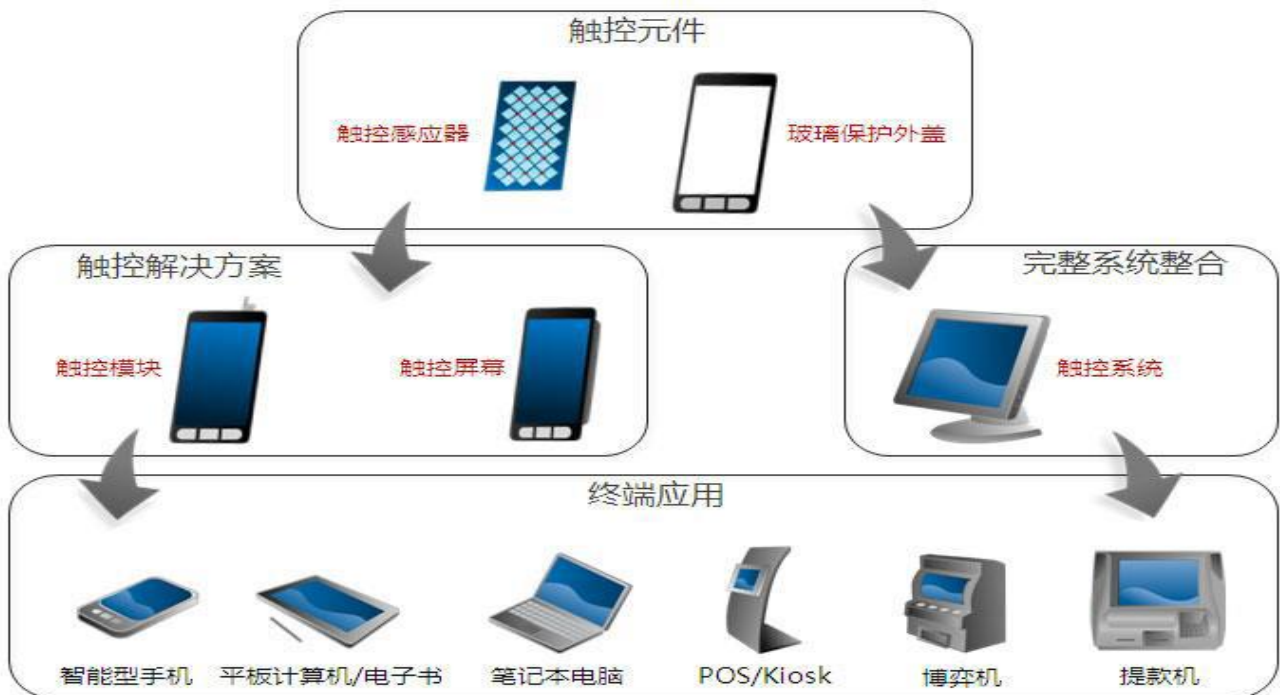 触控元件
触控感应器
玻璃保护外盖
触控解决方案
完整系统整合
触控模块
触控屏幕
触控系统
终端应用
智能型手机 平板计算机/电子书 笔记本电脑 POS/Kiosk 博弈机 提款机